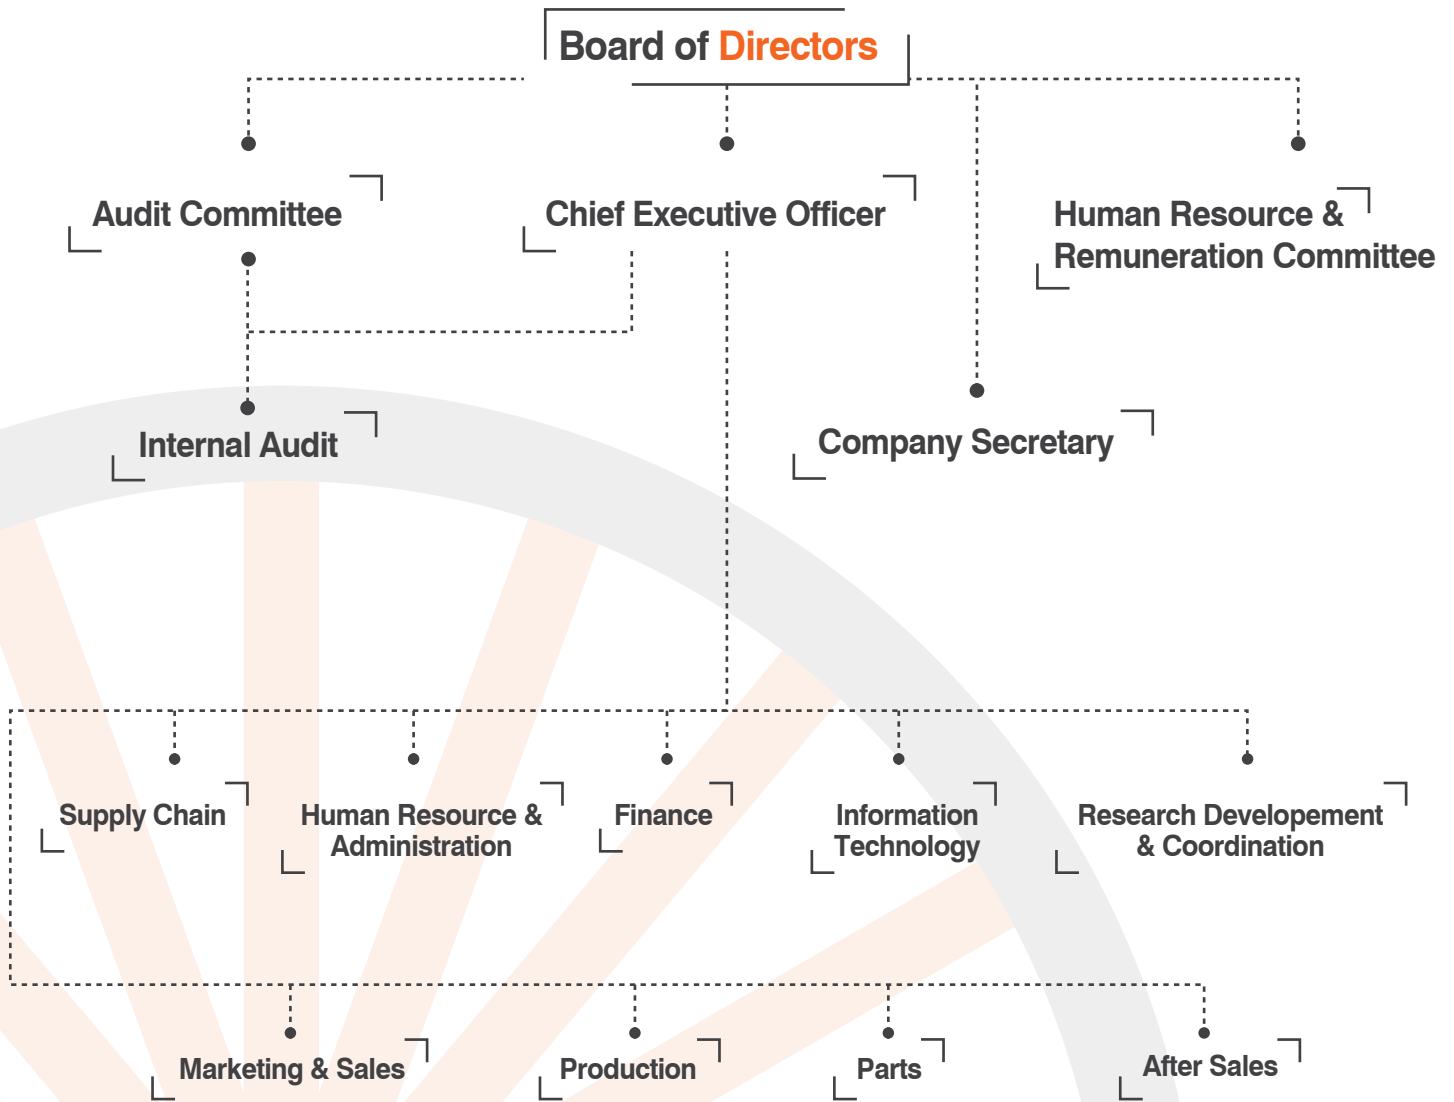 Board of Directors
Audit Committee
Chief Executive Officer
Human Resource &
Remuneration Committee
Internal Audit
Company Secretary
Supply Chain
Human Resource &
Administration
Finance
Information
Technology
Research Developement
& Coordination
Marketing & Sales
Production
Parts
After Sales